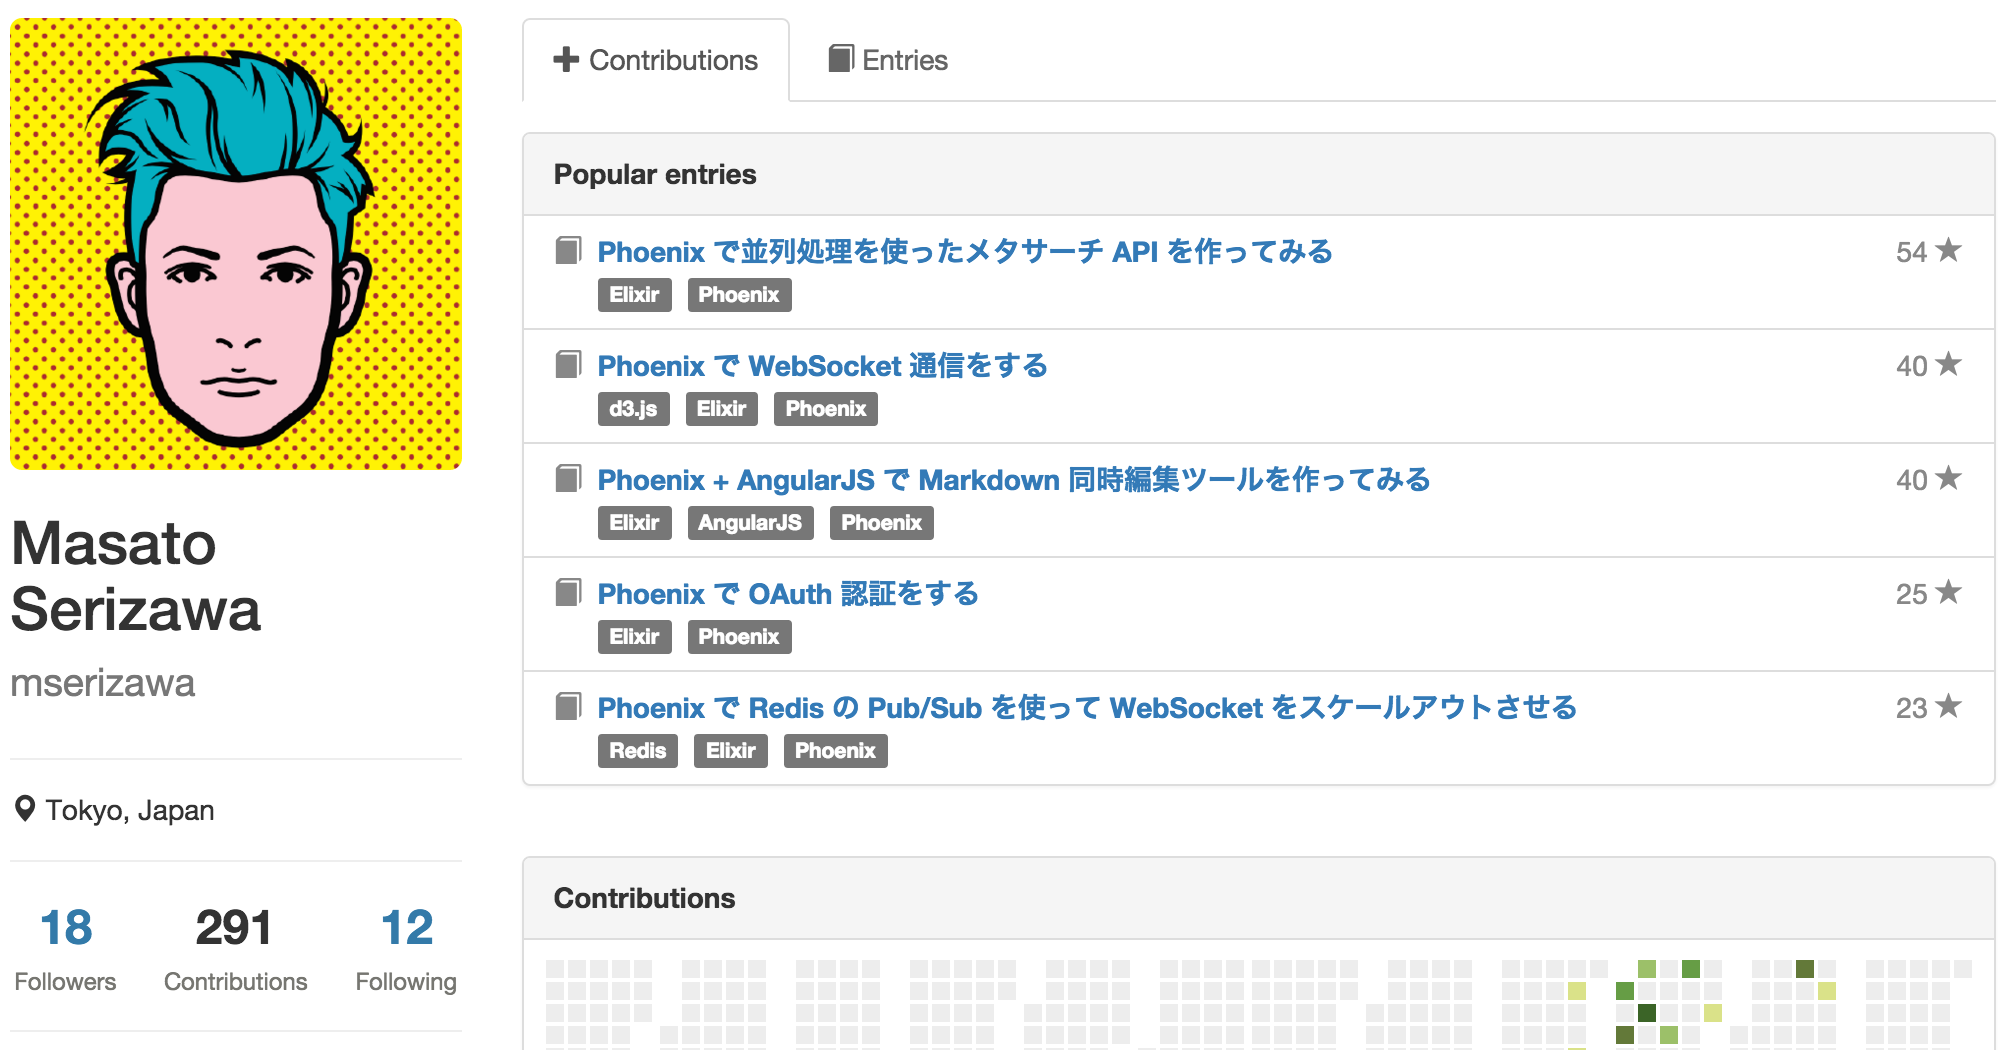 Masato
Serizawa
mserizawa
Tokyo, Japan
18 291 12
Followers Contributions Following
Contributions Entries
Popular entries
Phoenix で並列処理を使ったメタサーチ API を作ってみる 54
Elixir Phoenix
Phoenix で WebSocket 通信をする 40
d3.js Elixir Phoenix
Phoenix + AngularJS で Markdown 同時編集ツールを作ってみる 40
Elixir AngularJS Phoenix
Phoenix で OAuth 認証をする 25
Elixir Phoenix
Phoenix で Redis の Pub/Sub を使って WebSocket をスケールアウトさせる 23
Redis Elixir Phoenix
Contributions